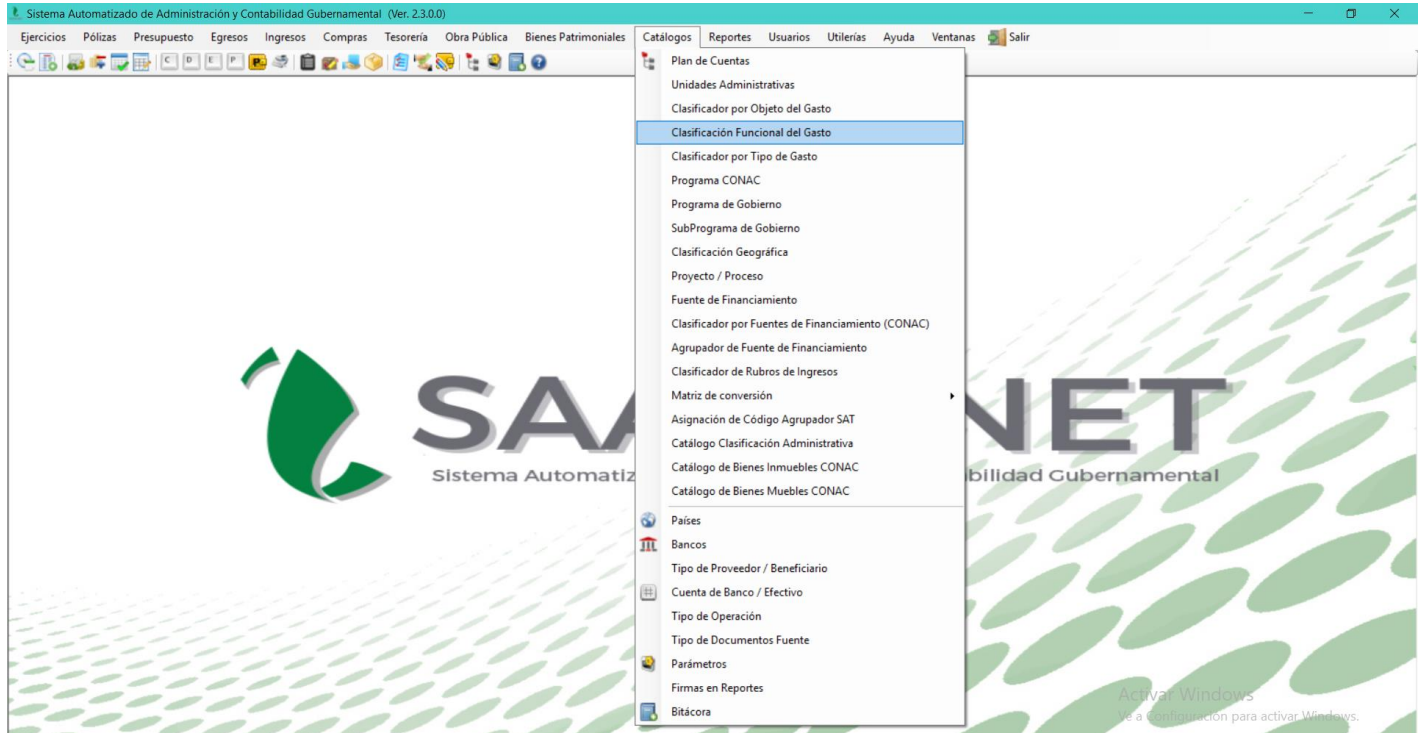 Sistema Automatizado de Administración y Contabilidad Gubernamental (Ver. 2.3.0.0)
Ejercicios Pólizas Presupuesto Egresos Ingresos Compras Tesorería Obra Pública Bienes Patrimoniales Catálogos Reportes Usuarios Utilerías Ayuda Ventanas Salir
C D E P
Plan de Cuentas
Unidades Administrativas
Clasificador por Objeto del Gasto
Clasificación Funcional del Gasto
Clasificador por Tipo de Gasto
Programa CONAC
Programa de Gobierno
SubPrograma de Gobierno
Clasificación Geográfica
Proyecto / Proceso
Fuente de Financiamiento
Clasificador por Fuentes de Financiamiento (CONAC)
Agrupador de Fuente de Financiamiento
Clasificador de Rubros de Ingresos
Matriz de conversión
Asignación de Código Agrupador SAT
Catálogo Clasificación Administrativa
Catálogo de Bienes Inmuebles CONAC
Catálogo de Bienes Muebles CONAC
Países
Bancos
Tipo de Proveedor / Beneficiario
Cuenta de Banco / Efectivo
Tipo de Operación
Tipo de Documentos Fuente
Parámetros
Firmas en Reportes
Bitácora
SAA NET
Sistema Automatiz bilidad Gubernamental
Activar Windows
Ve a Configuración para activar Windows.